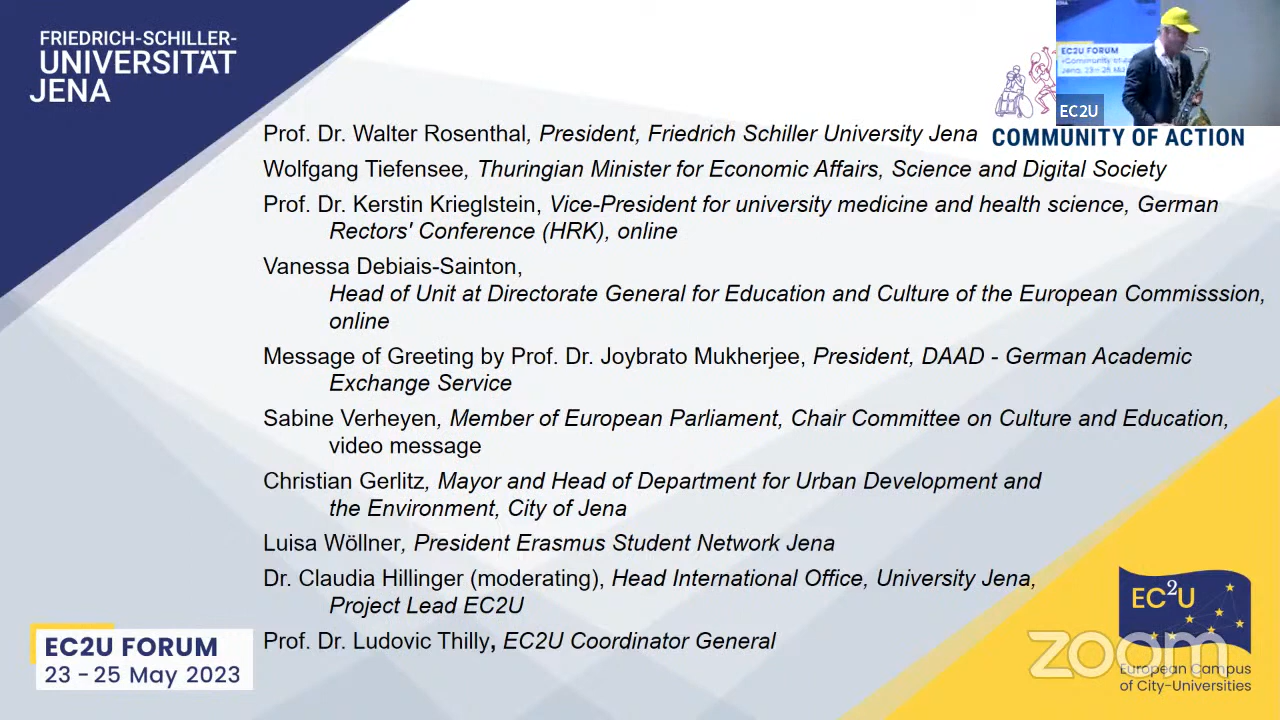 FRIEDRICH-SCHILLER-
UNIVERSITÄT
JENA
EC2U FORUM
Jena, 23 – 25 M
EC2U
COMMUNITY OF ACTION
Prof. Dr. Walter Rosenthal, President, Friedrich Schiller University Jena
Wolfgang Tiefensee, Thuringian Minister for Economic Affairs, Science and Digital Society
Prof. Dr. Kerstin Krieglstein, Vice-President for university medicine and health science, German
Rectors' Conference (HRK), online
Vanessa Debiais-Sainton,
Head of Unit at Directorate General for Education and Culture of the European Commisssion,
online
Message of Greeting by Prof. Dr. Joybrato Mukherjee, President, DAAD - German Academic
Exchange Service
Sabine Verheyen, Member of European Parliament, Chair Committee on Culture and Education,
video message
Christian Gerlitz, Mayor and Head of Department for Urban Development and
the Environment, City of Jena
Luisa Wöllner, President Erasmus Student Network Jena
Dr. Claudia Hillinger (moderating), Head International Office, University Jena,
Project Lead EC2U
Prof. Dr. Ludovic Thilly, EC2U Coordinator General
EC2U FORUM
23 – 25 May 2023
EC²U
zoom
European Campus
of City-Universities